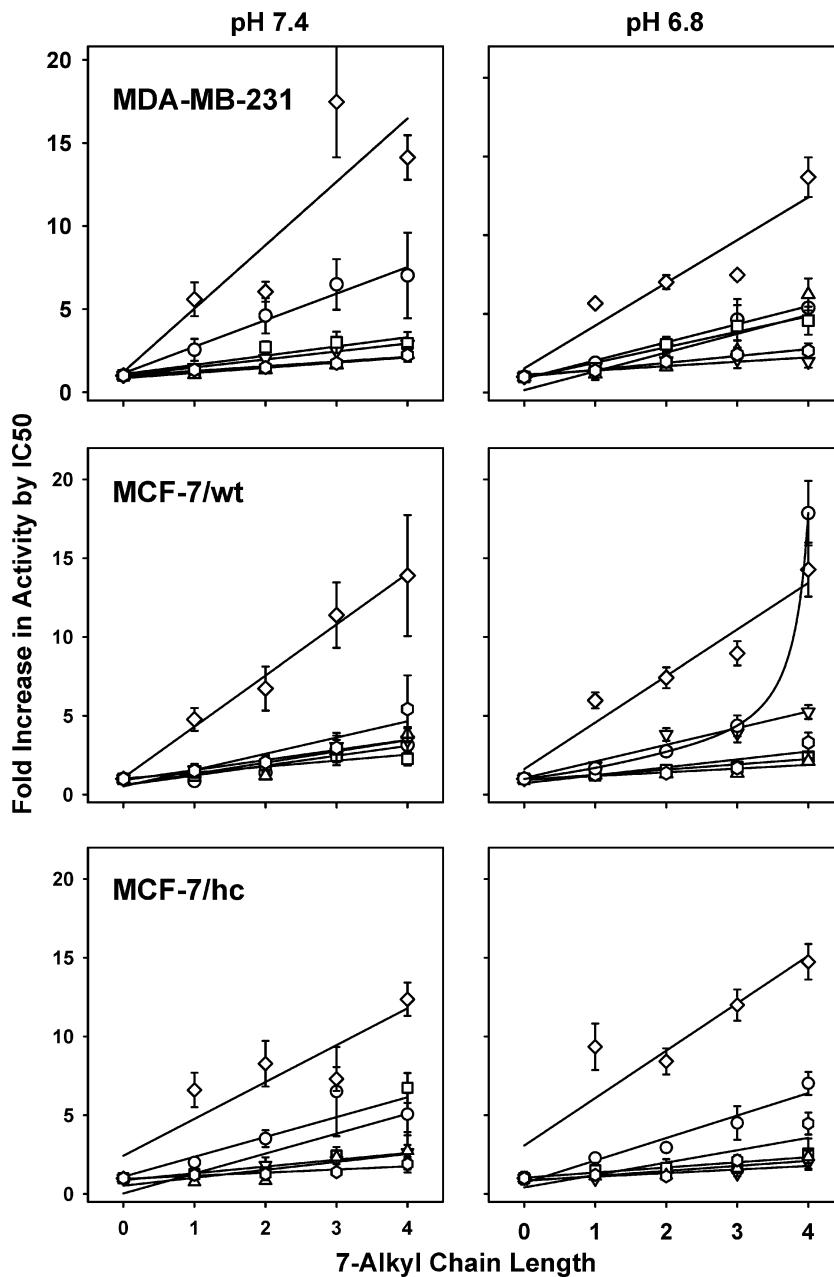 pH 7.4
pH 6.8
20
15
10
5
0
MDA-MB-231
20
15
10
5
0
MCF-7/wt
20
15
10
5
0
MCF-7/hc
Fold Increase in Activity by IC50
0 1 2 3 4
0 1 2 3 4
7-Alkyl Chain Length